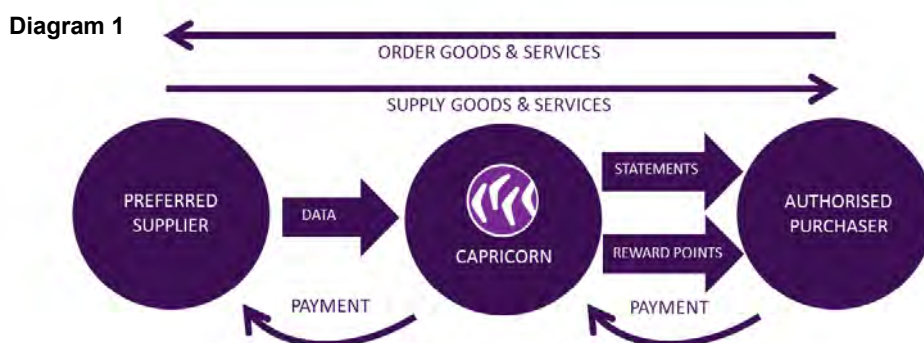 Diagram 1
ORDER GOODS & SERVICES
SUPPLY GOODS & SERVICES
PREFERRED
SUPPLIER
DATA
CAPRICORN
STATEMENTS
REWARD POINTS
AUTHORISED
PURCHASER
PAYMENT
PAYMENT